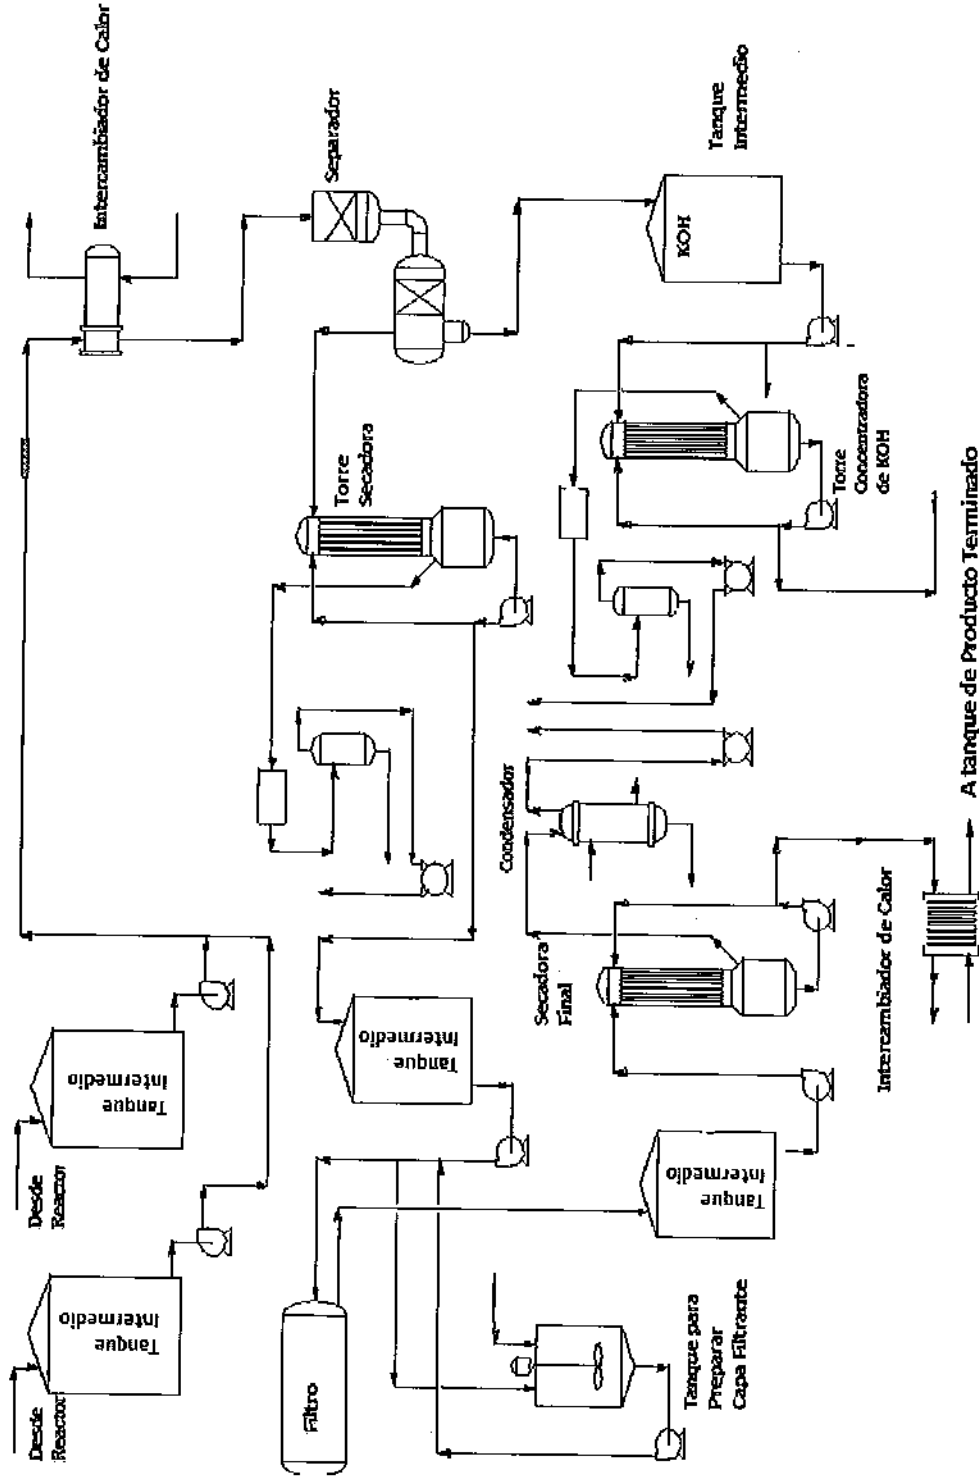 Desde
Reactor
Tanque
Intermedio
Desde
Reactor
Tanque
Intermedio
Intercambiador de Calor
Filtro
Tanque
Intermedio
Torre
Secadora
Separador
Tanque para
Preparar
Capa Filtrante
Tanque
Intermedio
Secadora
Final
Condensador
Torre
Concentradora
de KOH
KOH
Tanque
Intermedio
Intercambiador de Calor
A tanque de Producto Terminado